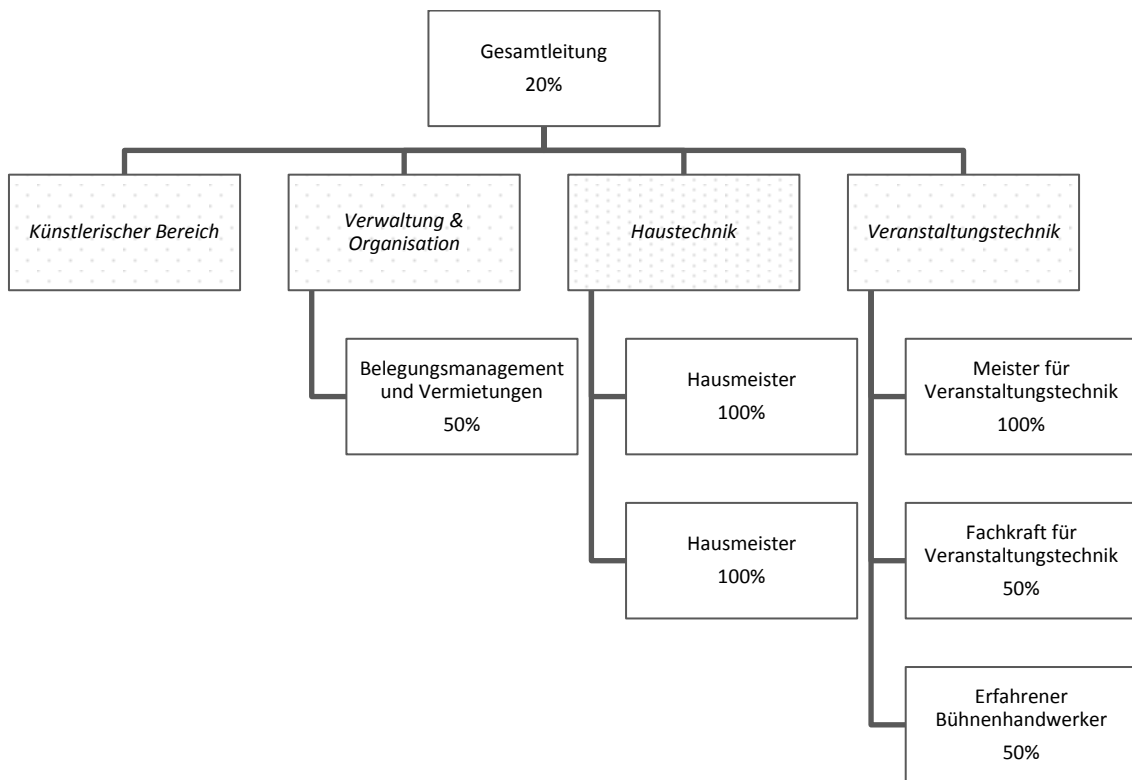 Gesamtleitung
20%
Künstlerischer Bereich
Verwaltung &
Organisation
Haustechnik
Veranstaltungstechnik
Belegungsmanagement
und Vermietungen
50%
Hausmeister
100%
Meister für
Veranstaltungstechnik
100%
Hausmeister
100%
Fachkraft für
Veranstaltungstechnik
50%
Erfahrener
Bühnenhandwerker
50%